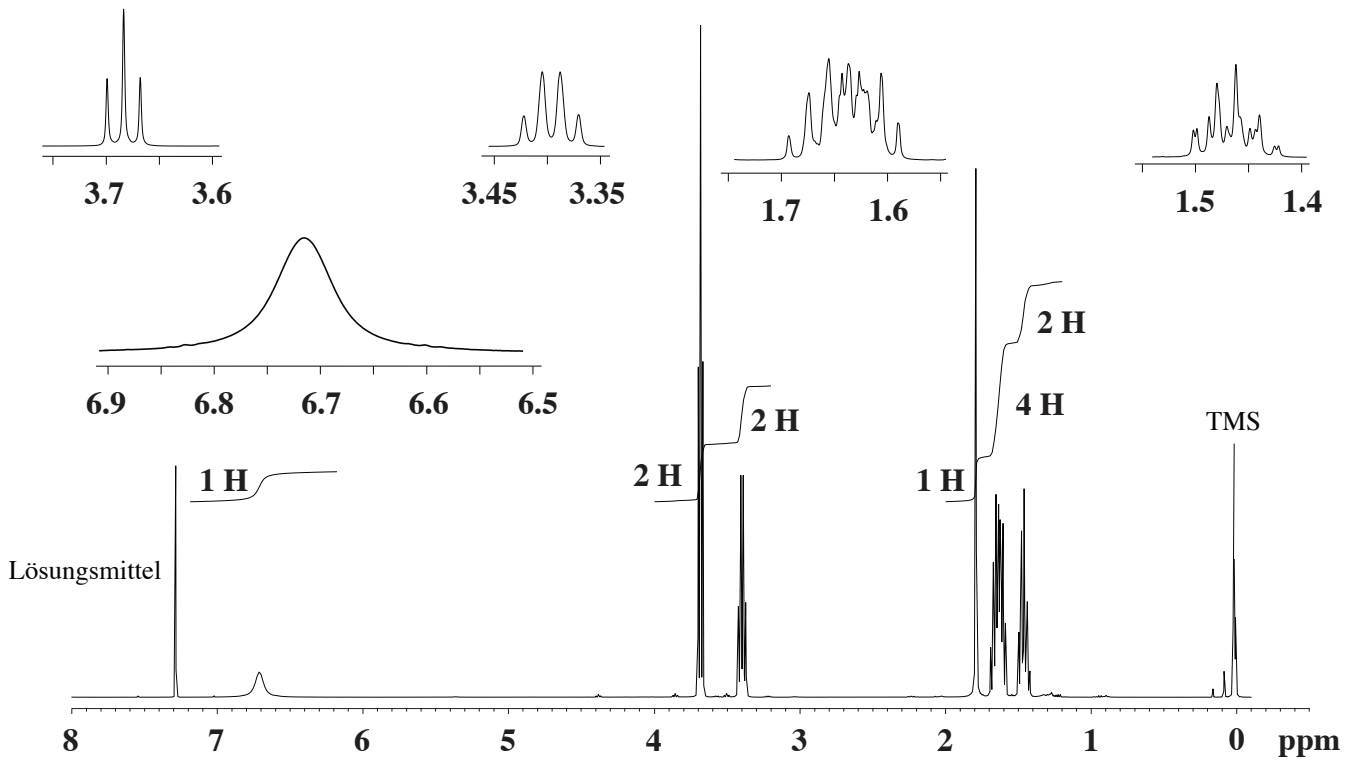 3.7 3.6
3.45 3.35
1.7 1.6
1.5 1.4
6.9 6.8 6.7 6.6 6.5
2 H
4 H
2 H
TMS
1 H
2 H
1 H
Lösungsmittel
8 7 6 5 4 3 2 1 0 ppm